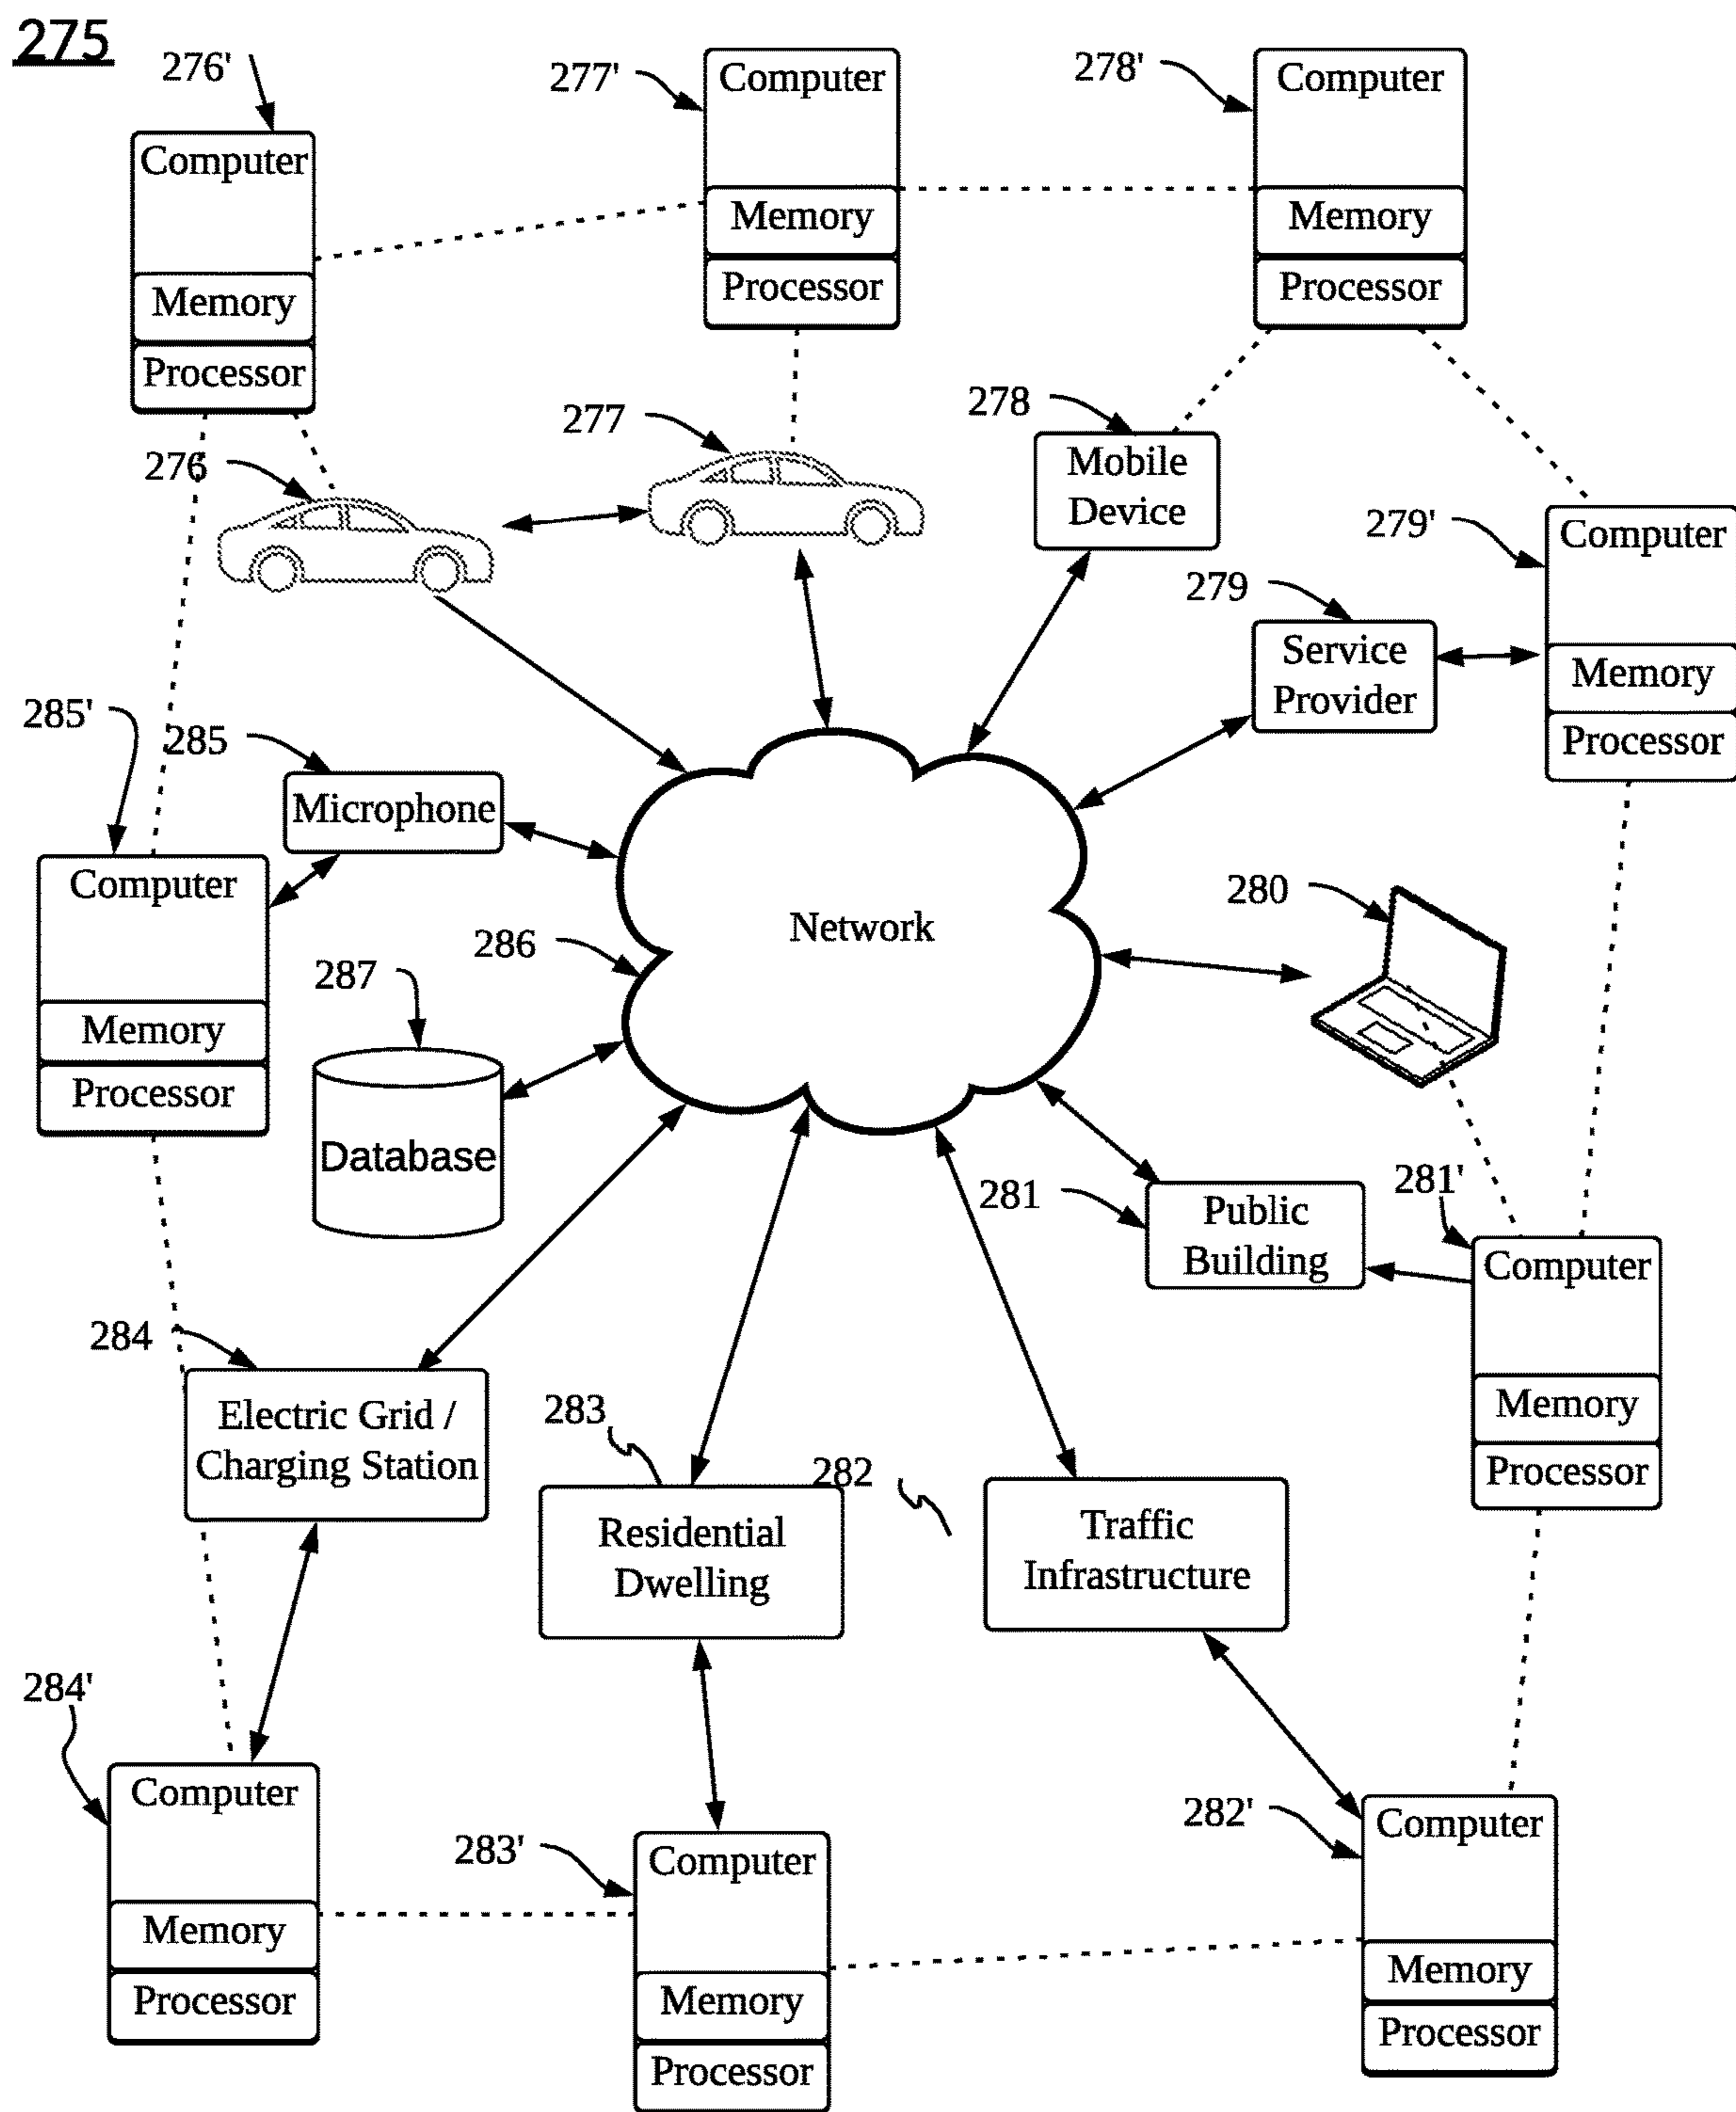 275
276'
277'
278'
Computer
Memory
Processor
Computer
Memory
Processor
Computer
Memory
Processor
276
277
278
Mobile
Device
279
Service
Provider
279'
Computer
Memory
Processor
285'
285
Microphone
Computer
Memory
Processor
286
Network
280
287
Database
281
Public
Building
281'
Computer
Memory
Processor
284
Electric Grid /
Charging Station
283
Residential
Dwelling
282
Traffic
Infrastructure
284'
Computer
Memory
Processor
283'
Computer
Memory
Processor
282'
Computer
Memory
Processor